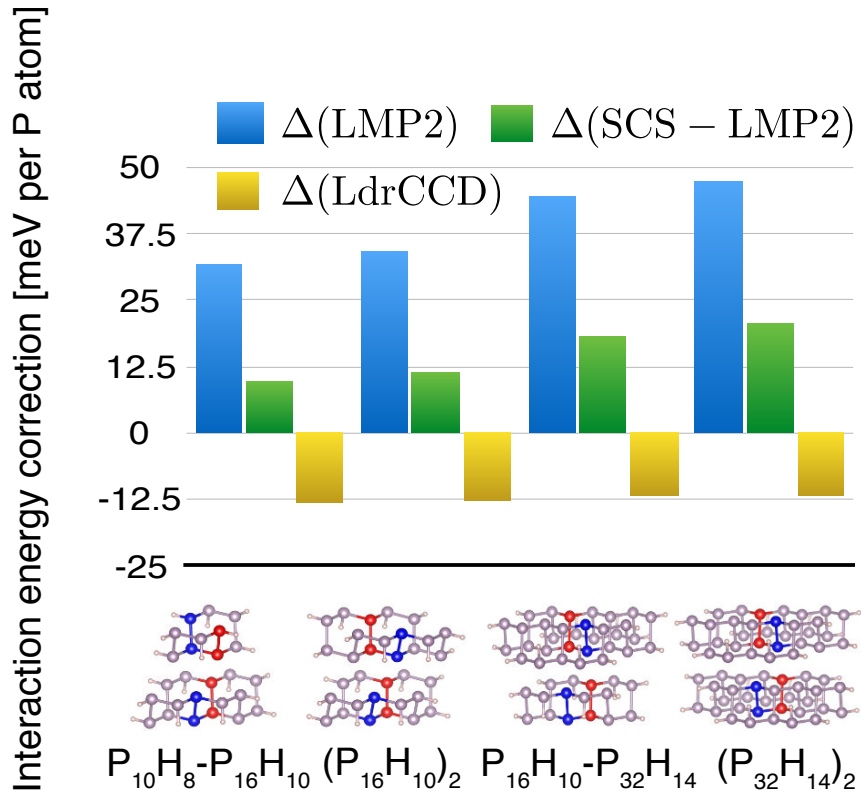 Interaction energy correction [meV per P atom]
Δ(LMP2) Δ(SCS − LMP2)
Δ(LdrCCD)
50
37.5
25
12.5
0
-12.5
-25
P₁₀H₈-P₁₆H₁₀ (P₁₆H₁₀)₂ P₁₆H₁₀-P₃₂H₁₄ (P₃₂H₁₄)₂